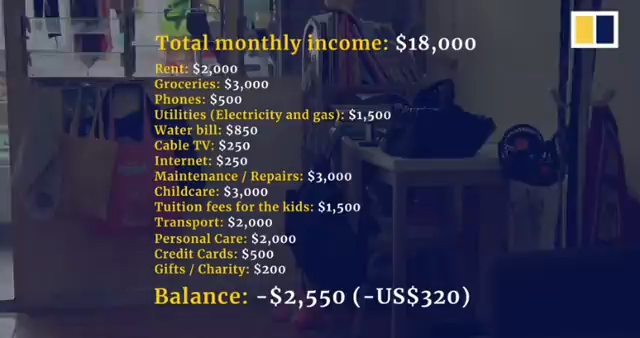 Total monthly income: $18,000
Rent: $2,000
Groceries: $3,000
Phones: $500
Utilities (Electricity and gas): $1,500
Water bill: $850
Cable TV: $250
Internet: $250
Maintenance / Repairs: $3,000
Childcare: $3,000
Tuition fees for the kids: $1,500
Transport: $2,000
Personal Care: $2,000
Credit Cards: $500
Gifts / Charity: $200
Balance: -$2,550 (-US$320)